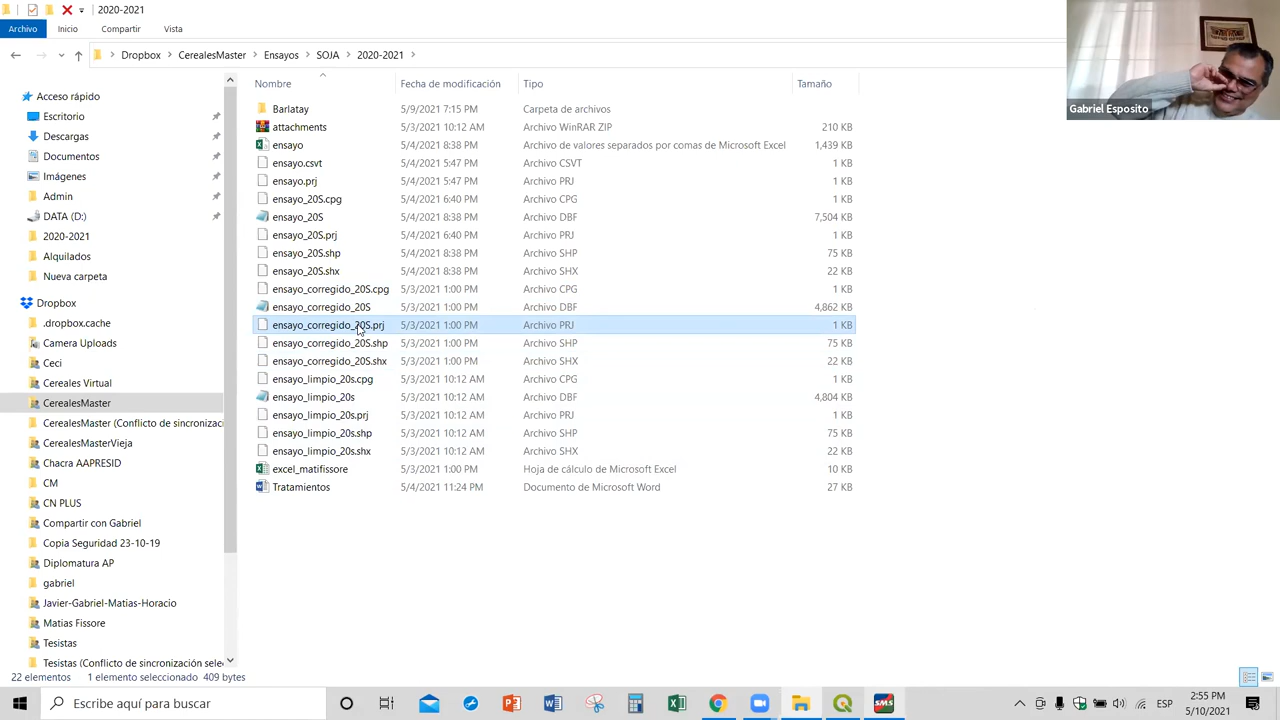 2020-2021
Archivo Inicio Compartir Vista
Dropbox CerealesMaster Ensayos SOJA 2020-2021
Gabriel Esposito
Nombre Fecha de modificación Tipo Tamaño
Acceso rápido
Escritorio
Descargas
Documentos
Imágenes
Admin
DATA (D:)
2020-2021
Alquilados
Nueva carpeta
Dropbox
.dropbox.cache
Camera Uploads
Ceci
Cereales Virtual
CerealesMaster
CerealesMaster (Conflicto de sincronizaci
CerealesMasterVieja
Chacra AAPRESID
CM
CN PLUS
Compartir con Gabriel
Copia Seguridad 23-10-19
Diplomatura AP
gabriel
Javier-Gabriel-Matias-Horacio
Matias Fissore
Tesistas
Tesistas (Conflicto de sincronización sele
Barlatay 5/9/2021 7:15 PM Carpeta de archivos
attachments 5/3/2021 10:12 AM Archivo WinRAR ZIP 210 KB
ensayo 5/4/2021 8:38 PM Archivo de valores separados por comas de Microsoft Excel 1,439 KB
ensayo.csvt 5/4/2021 5:47 PM Archivo CSVT 1 KB
ensayo.prj 5/4/2021 5:47 PM Archivo PRJ 1 KB
ensayo_20S.cpg 5/4/2021 6:40 PM Archivo CPG 1 KB
ensayo_20S 5/4/2021 8:38 PM Archivo DBF 7,504 KB
ensayo_20S.prj 5/4/2021 6:40 PM Archivo PRJ 1 KB
ensayo_20S.shp 5/4/2021 8:38 PM Archivo SHP 75 KB
ensayo_20S.shx 5/4/2021 8:38 PM Archivo SHX 22 KB
ensayo_corregido_20S.cpg 5/3/2021 1:00 PM Archivo CPG 1 KB
ensayo_corregido_20S 5/3/2021 1:00 PM Archivo DBF 4,862 KB
ensayo_corregido_20S.prj 5/3/2021 1:00 PM Archivo PRJ 1 KB
ensayo_corregido_20S.shp 5/3/2021 1:00 PM Archivo SHP 75 KB
ensayo_corregido_20S.shx 5/3/2021 1:00 PM Archivo SHX 22 KB
ensayo_limpio_20s.cpg 5/3/2021 10:12 AM Archivo CPG 1 KB
ensayo_limpio_20s 5/3/2021 10:12 AM Archivo DBF 4,804 KB
ensayo_limpio_20s.prj 5/3/2021 10:12 AM Archivo PRJ 1 KB
ensayo_limpio_20s.shp 5/3/2021 10:12 AM Archivo SHP 75 KB
ensayo_limpio_20s.shx 5/3/2021 10:12 AM Archivo SHX 22 KB
excel_matifissore 5/3/2021 1:00 PM Hoja de cálculo de Microsoft Excel 10 KB
Tratamientos 5/4/2021 11:24 PM Documento de Microsoft Word 27 KB
22 elementos 1 elemento seleccionado 409 bytes
Escribe aquí para buscar
SMS
ESP
2:55 PM
5/10/2021